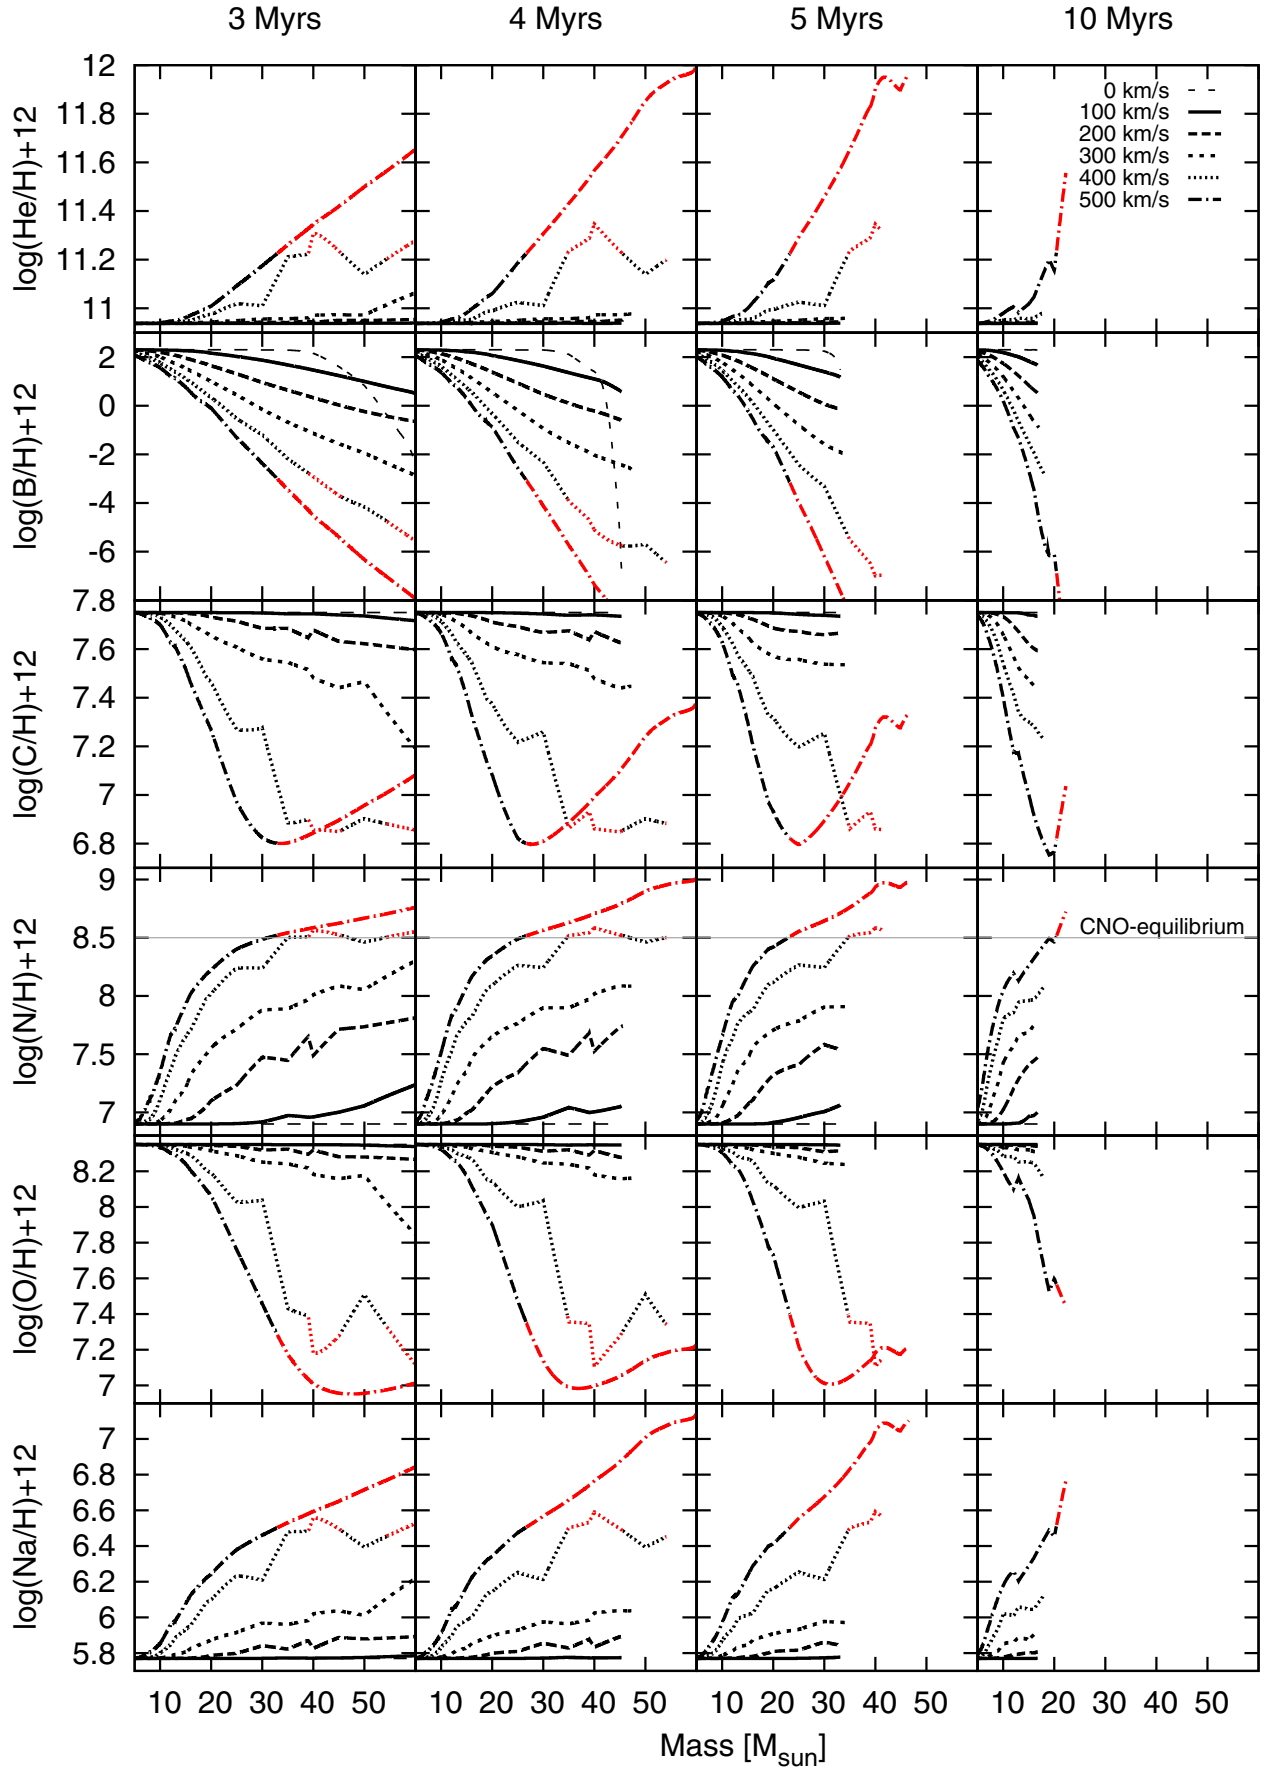 3 Myrs 4 Myrs 5 Myrs 10 Myrs
log(He/H)+12
12
11.8
11.6
11.4
11.2
11
0 km/s
100 km/s
200 km/s
300 km/s
400 km/s
500 km/s
log(B/H)+12
2
0
-2
-4
-6
log(C/H)+12
7.8
7.6
7.4
7.2
7
6.8
log(N/H)+12
9
8.5
8
7.5
7
CNO-equilibrium
log(O/H)+12
8.2
8
7.8
7.6
7.4
7.2
7
log(Na/H)+12
7
6.8
6.6
6.4
6.2
6
5.8
10 20 30 40 50 10 20 30 40 50 10 20 30 40 50 10 20 30 40 50
Mass [M_sun]